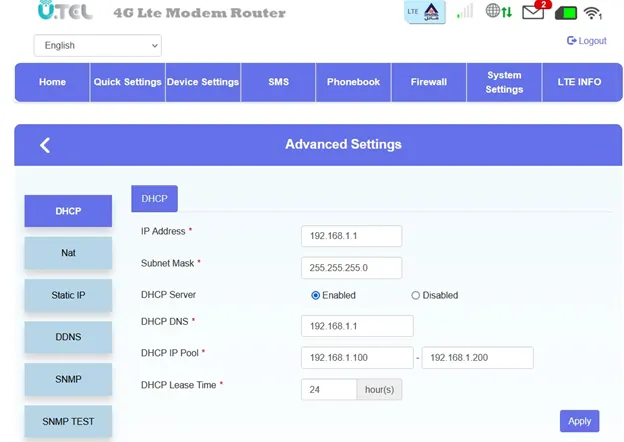 U.TEL 4G Lte Modem Router
LTE
2
1
English
Logout
Home Quick Settings Device Settings SMS Phonebook Firewall System Settings LTE INFO
Advanced Settings
DHCP
Nat
Static IP
DDNS
SNMP
SNMP TEST
DHCP
IP Address * 192.168.1.1
Subnet Mask * 255.255.255.0
DHCP Server Enabled Disabled
DHCP DNS * 192.168.1.1
DHCP IP Pool * 192.168.1.100 - 192.168.1.200
DHCP Lease Time * 24 hour(s)
Apply